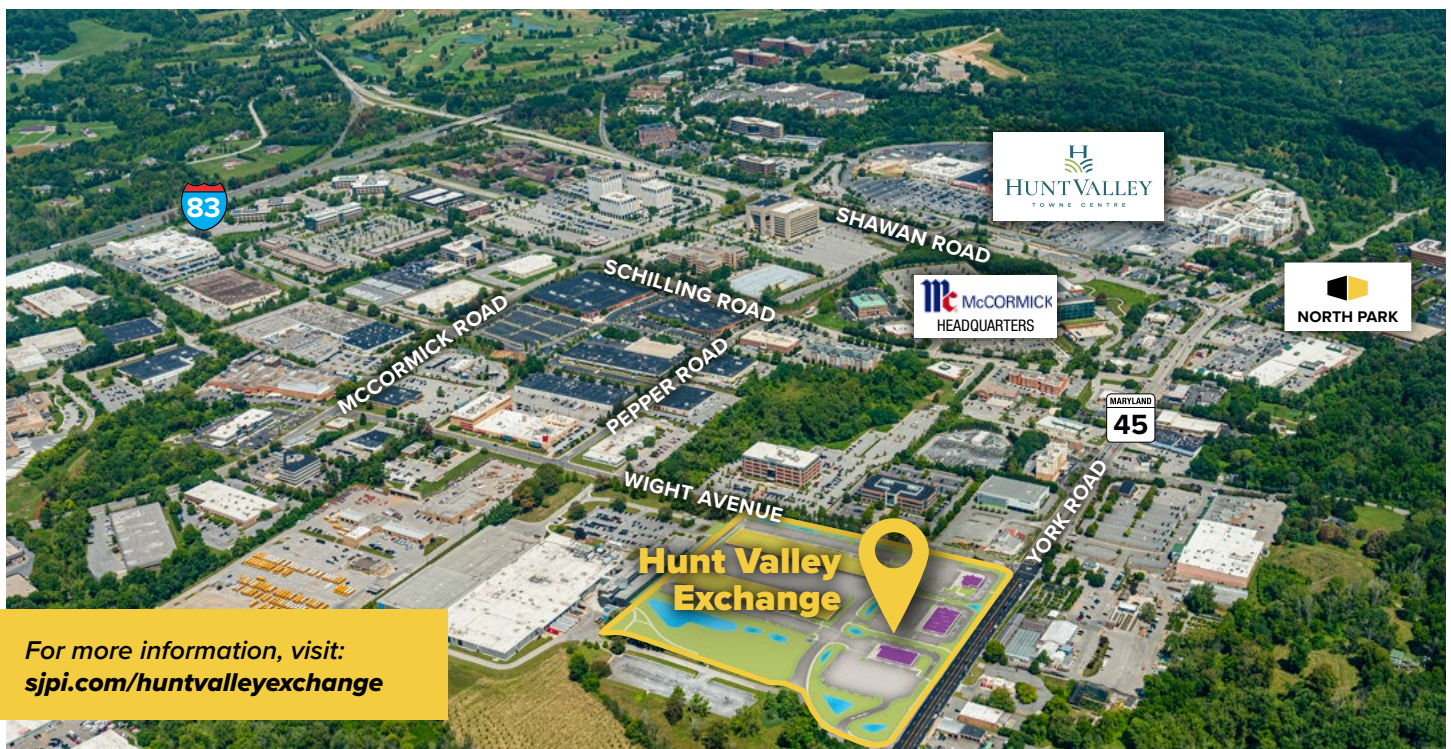 83
H
HUNT VALLEY
TOWNE CENTRE
SHAWAN ROAD
SCHILLING ROAD
Mc McCORMICK
HEADQUARTERS
NORTH PARK
MCCORMICK ROAD
PEPPER ROAD
MARYLAND
45
WIGHT AVENUE
YORK ROAD
Hunt Valley
Exchange
For more information, visit:
sjpi.com/huntvalleyexchange